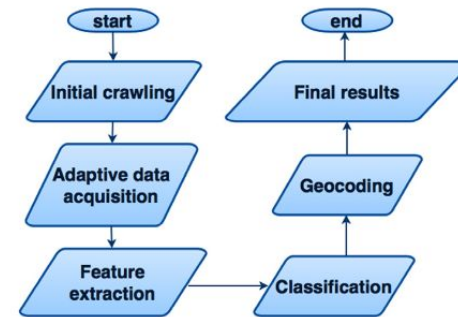 start
Initial crawling
Adaptive data
acquisition
Feature
extraction
Classification
Geocoding
Final results
end